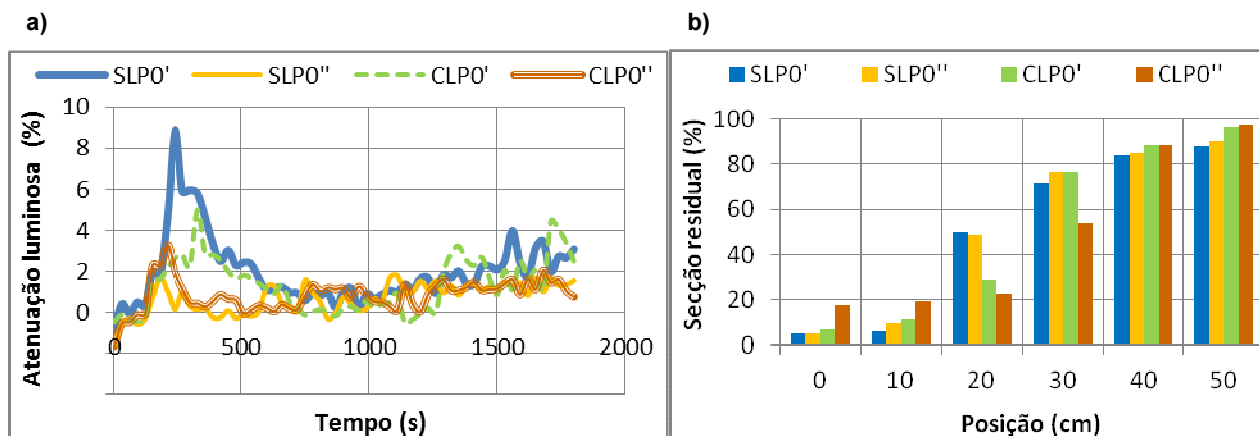 a)
SLP0' SLP0'' CLP0' CLP0''
Atenuação luminosa (%)
10
8
6
4
2
0
0 500 1000 1500 2000
Tempo (s)
b)
SLP0' SLP0'' CLP0' CLP0''
Secção residual (%)
100
80
60
40
20
0
0 10 20 30 40 50
Posição (cm)